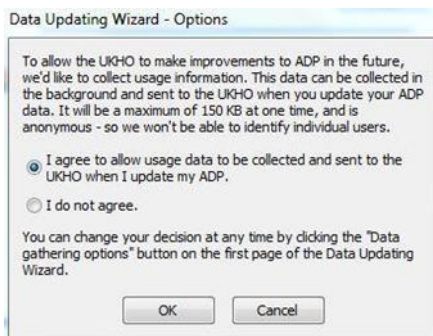 Data Updating Wizard - Options
To allow the UKHO to make improvements to ADP in the future,
we'd like to collect usage information. This data can be collected in
the background and sent to the UKHO when you update your ADP
data. It will be a maximum of 150 KB at one time, and is
anonymous - so we won't be able to identify individual users.
I agree to allow usage data to be collected and sent to the
UKHO when I update my ADP.
I do not agree.
You can change your decision at any time by clicking the "Data
gathering options" button on the first page of the Data Updating
Wizard.
OK Cancel